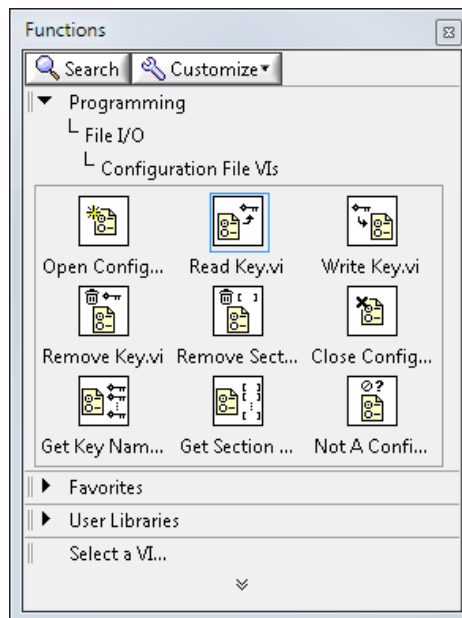 Functions
Search Customize
Programming
File I/O
Configuration File VIs
Open Config... Read Key.vi Write Key.vi
Remove Key.vi Remove Sect... Close Config...
Get Key Nam... Get Section ... Not A Confi...
Favorites
User Libraries
Select a VI...